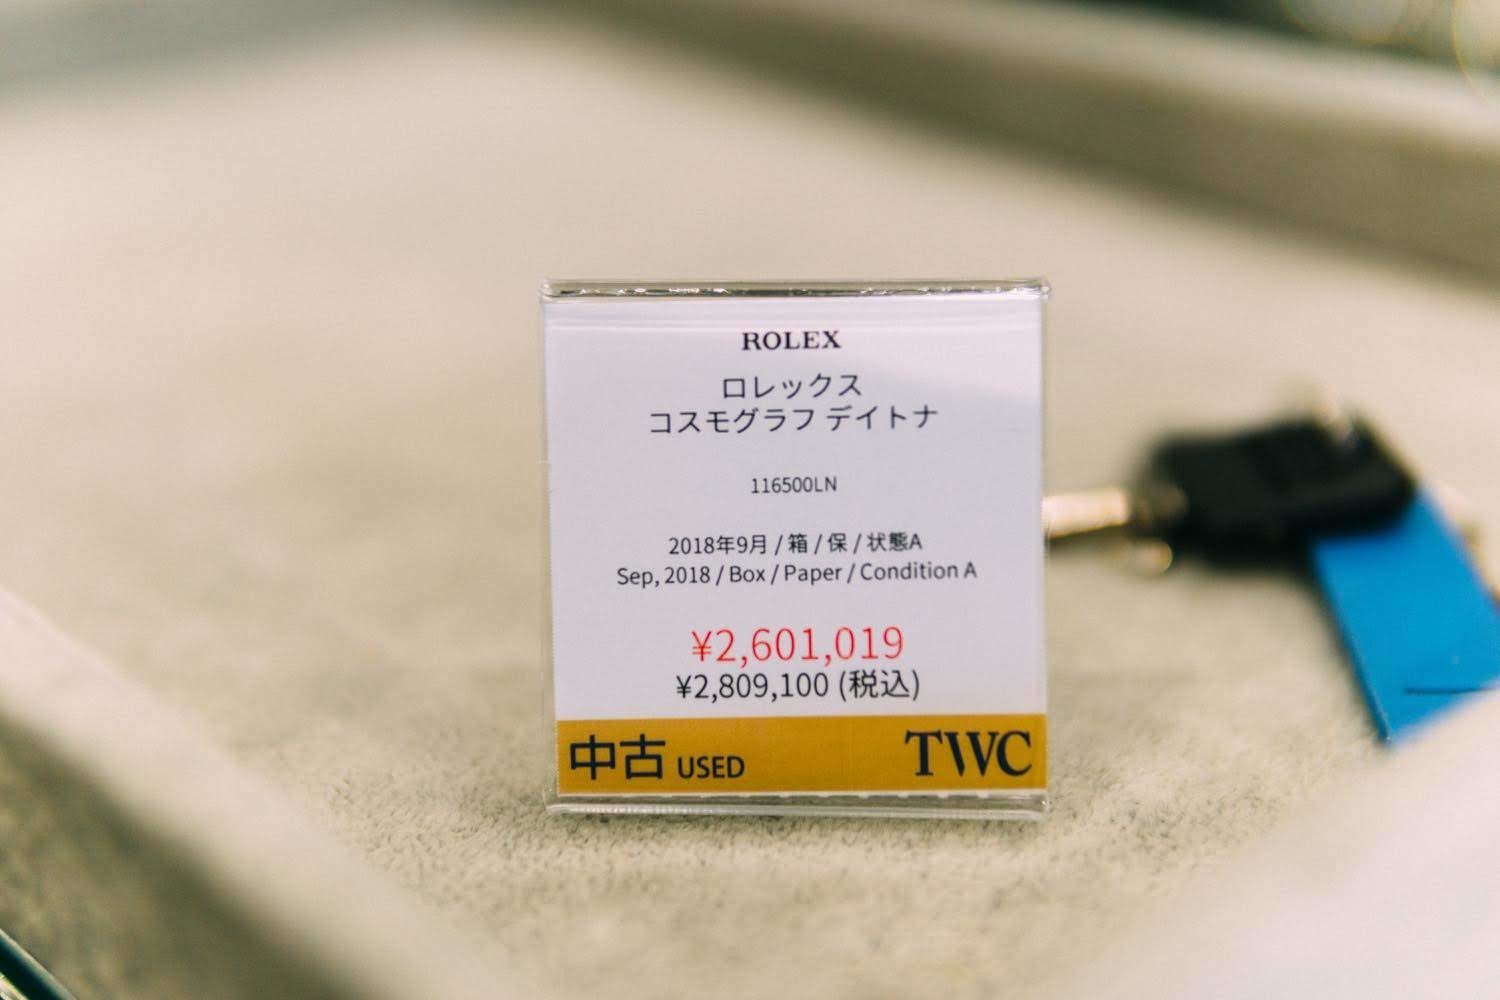 ROLEX
ロレックス
コスモグラフ デイトナ
116500LN
2018年9月 / 箱 / 保 / 状態A
Sep, 2018 / Box / Paper / Condition A
¥2,601,019
¥2,809,100 (税込)
中古 USED TWC